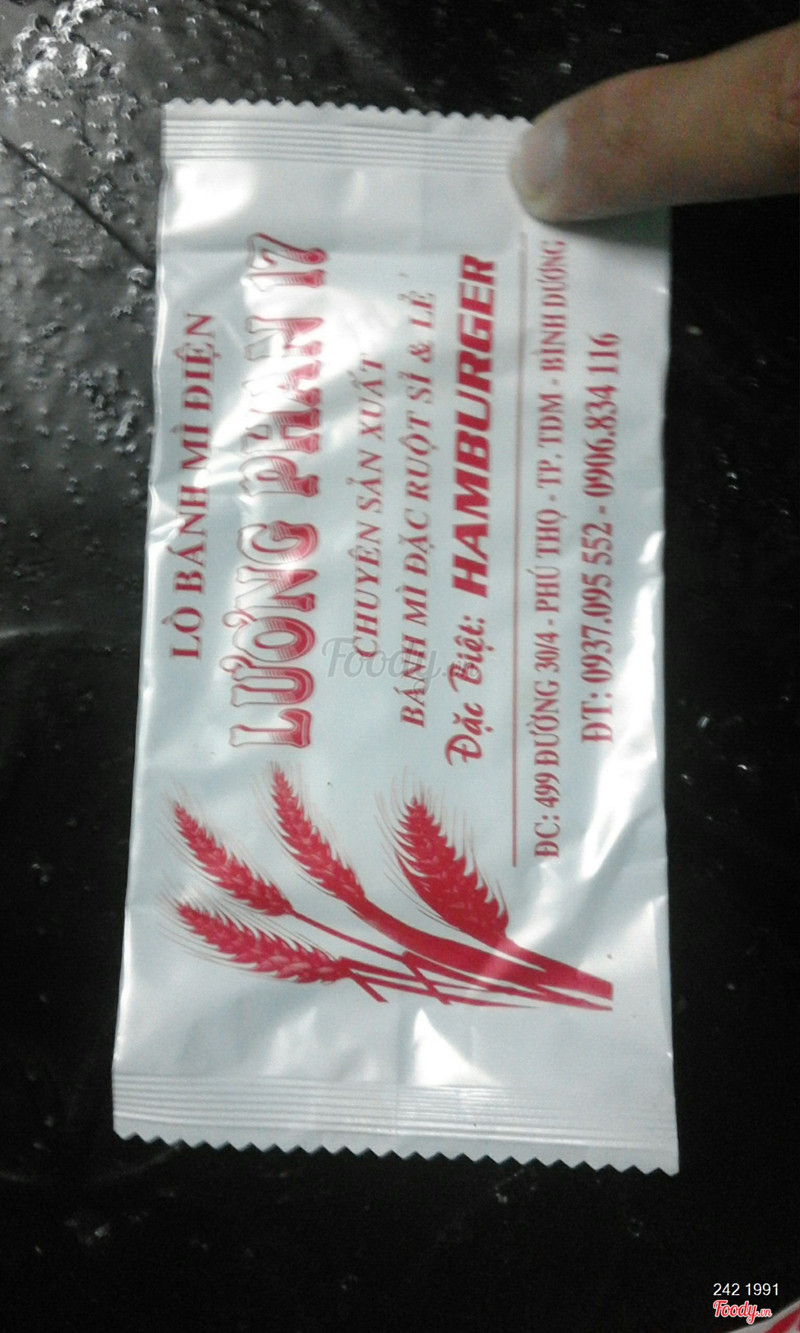 LÒ BÁNH MÌ ĐIỆN
LƯƠNG PHAN 17
CHUYÊN SẢN XUẤT
BÁNH MÌ ĐẶC RUỘT SỈ & LẺ
Đặc Biệt: HAMBURGER
ĐC: 499 ĐƯỜNG 30/4 - PHÚ THỌ - TP. TDM - BÌNH DƯƠNG
ĐT: 0937.095 552 - 0906.834 116
Foody.vn
242 1991
Foody.vn